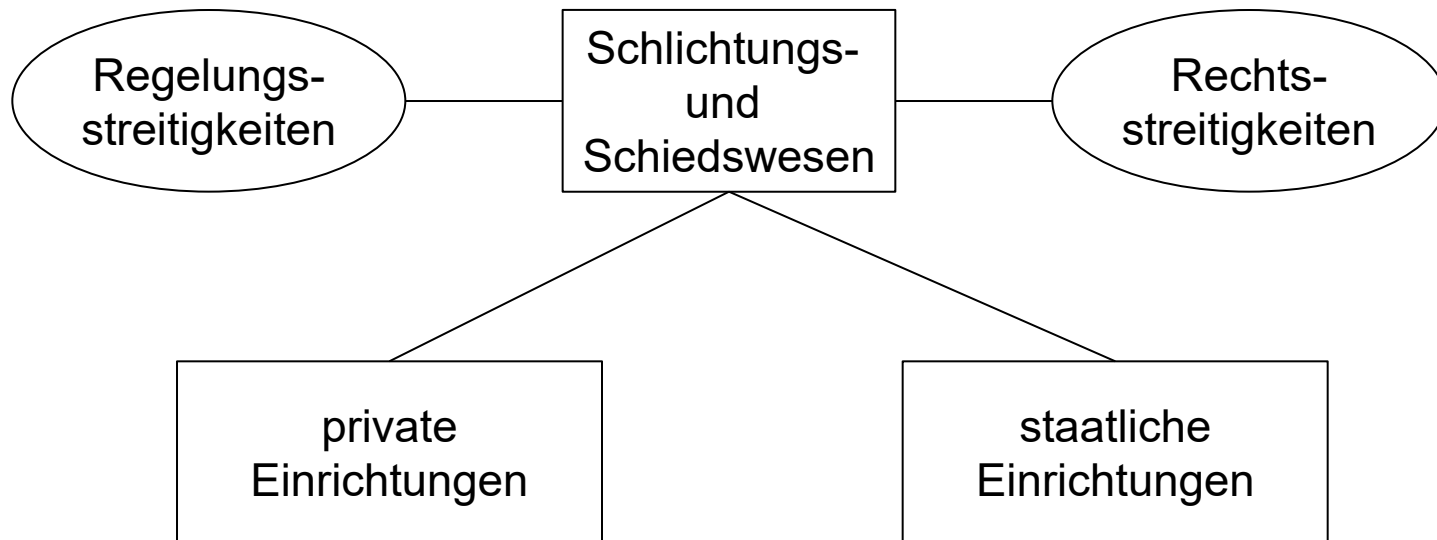 Regelungs-
streitigkeiten
Schlichtungs-
und
Schiedswesen
Rechts-
streitigkeiten
private
Einrichtungen
staatliche
Einrichtungen